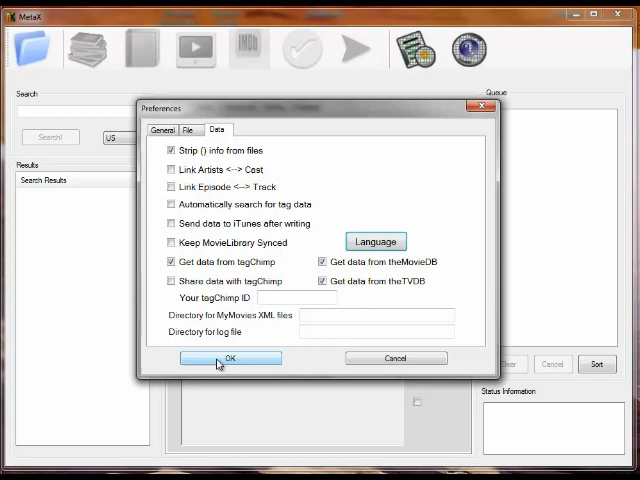 MetaX
IMDb
Search
Queue
Search!
US
Results
Search Results
Preferences
General
File
Data
Strip () info from files
Link Artists <--> Cast
Link Episode <--> Track
Automatically search for tag data
Send data to iTunes after writing
Keep MovieLibrary Synced
Language
Get data from tagChimp
Get data from theMovieDB
Share data with tagChimp
Get data from theTVDB
Your tagChimp ID
Directory for MyMovies XML files
Directory for log file
OK
Cancel
Cancel
Sort
Status Information